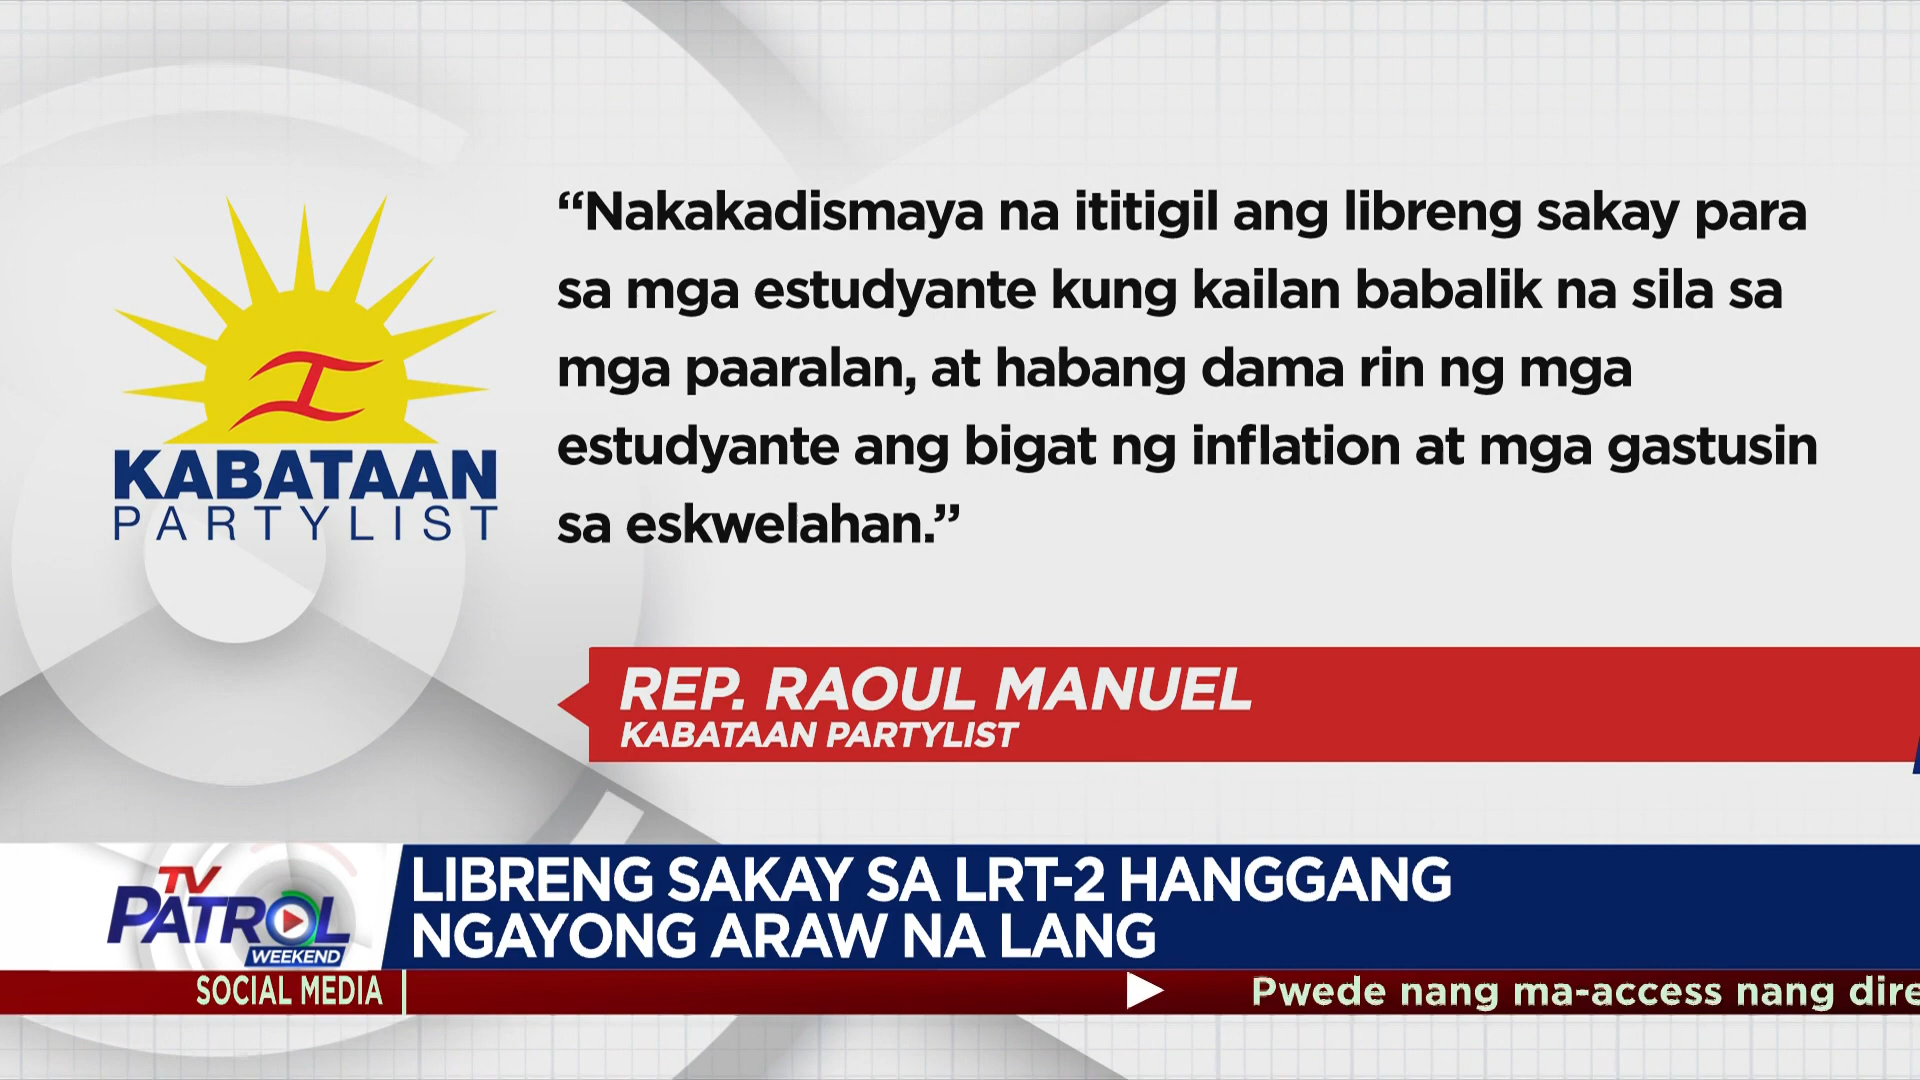 “Nakakadismaya na ititigil ang libreng sakay para
sa mga estudyante kung kailan babalik na sila sa
mga paaralan, at habang dama rin ng mga
estudyante ang bigat ng inflation at mga gastusin
sa eskwelahan.”
KABATAAN
PARTYLIST
REP. RAOUL MANUEL
KABATAAN PARTYLIST
TV
PATROL
WEEKEND
LIBRENG SAKAY SA LRT-2 HANGGANG
NGAYONG ARAW NA LANG
SOCIAL MEDIA
Pwede nang ma-access nang dire